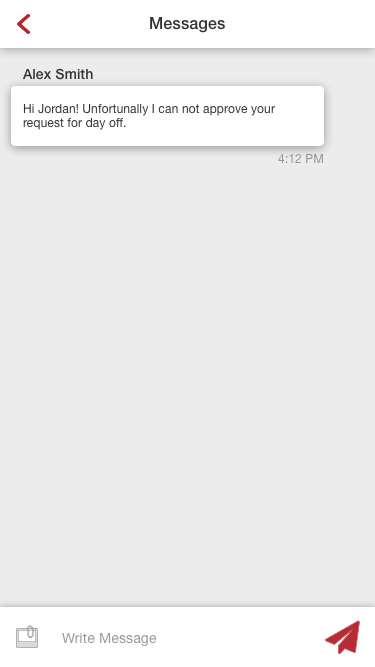 Messages
Alex Smith
Hi Jordan! Unfortunally I can not approve your
request for day off.
4:12 PM
Write Message